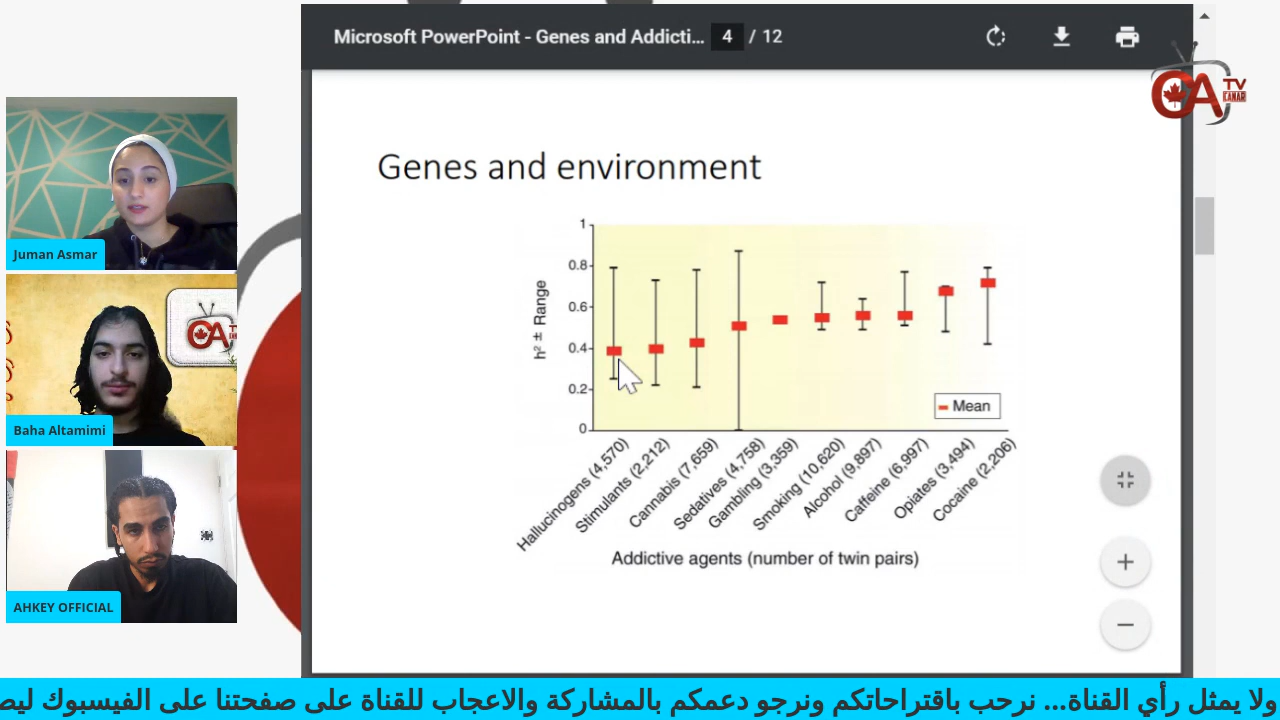 Microsoft PowerPoint - Genes and Addicti... 4 / 12
CA TV
CANAR
Genes and environment
h² ± Range
1
0.8
0.6
0.4
0.2
0
Mean
Hallucinogens (4,570)
Stimulants (2,212)
Cannabis (7,659)
Sedatives (4,758)
Gambling (3,359)
Smoking (10,620)
Alcohol (9,897)
Caffeine (6,997)
Opiates (3,494)
Cocaine (2,206)
Addictive agents (number of twin pairs)
Juman Asmar
CA TV
Baha Altamimi
AHKEY OFFICIAL
ولا يمثل رأي القناة... نرحب باقتراحاتكم ونرجو دعمكم بالمشاركة والاعجاب للقناة على صفحتنا على الفيسبوك